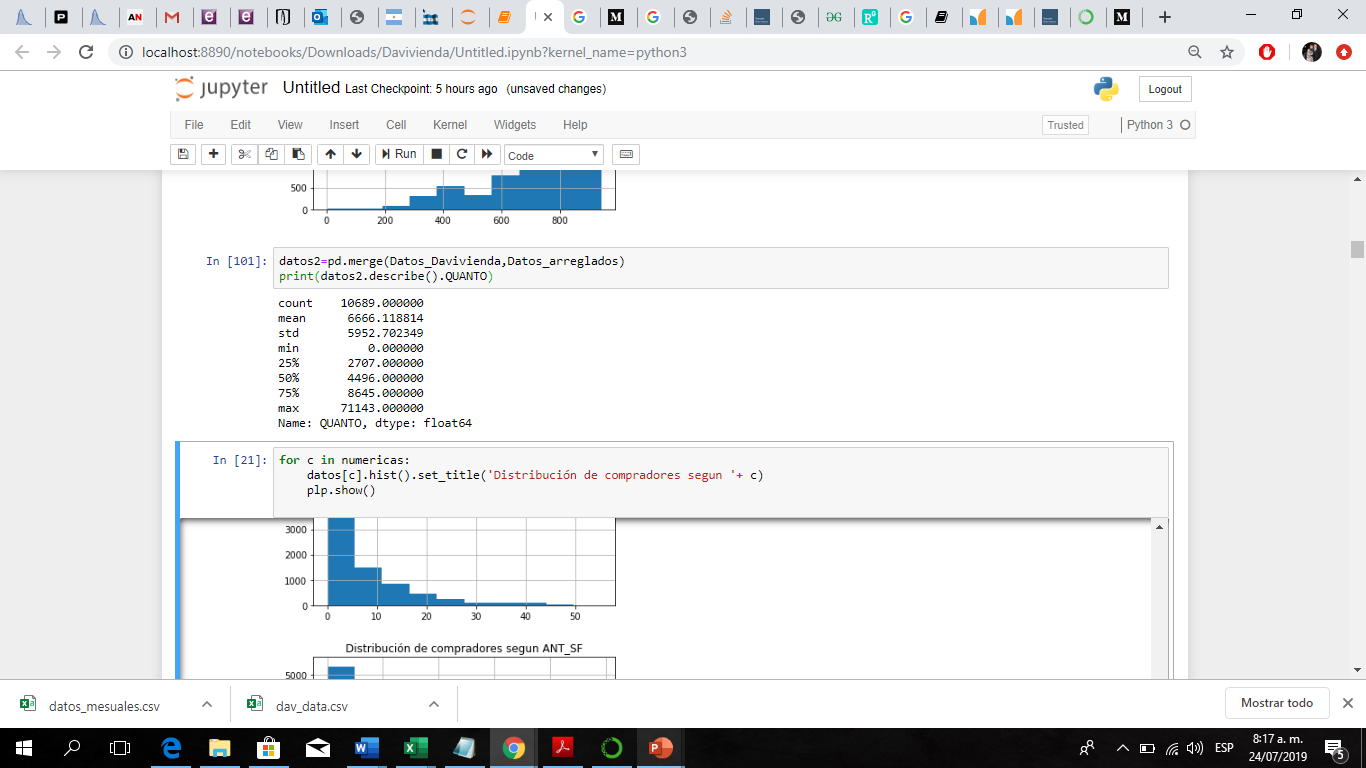 localhost:8890/notebooks/Downloads/Davivienda/Untitled.ipynb?kernel_name=python3
jupyter Untitled Last Checkpoint: 5 hours ago (unsaved changes)
Logout
File Edit View Insert Cell Kernel Widgets Help
Trusted
Python 3
Run
Code
500
0
0 200 400 600 800
In [101]: datos2=pd.merge(Datos_Davivienda,Datos_arreglados)
print(datos2.describe().QUANTO)
count 10689.000000
mean 6666.118814
std 5952.702349
min 0.000000
25% 2707.000000
50% 4496.000000
75% 8645.000000
max 71143.000000
Name: QUANTO, dtype: float64
In [21]: for c in numericas:
datos[c].hist().set_title('Distribución de compradores segun '+ c)
plp.show()
3000
2000
1000
0
0 10 20 30 40 50
Distribución de compradores segun ANT_SF
5000
datos_mesuales.csv
dav_data.csv
Mostrar todo
ESP
8:17 a. m.
24/07/2019
5